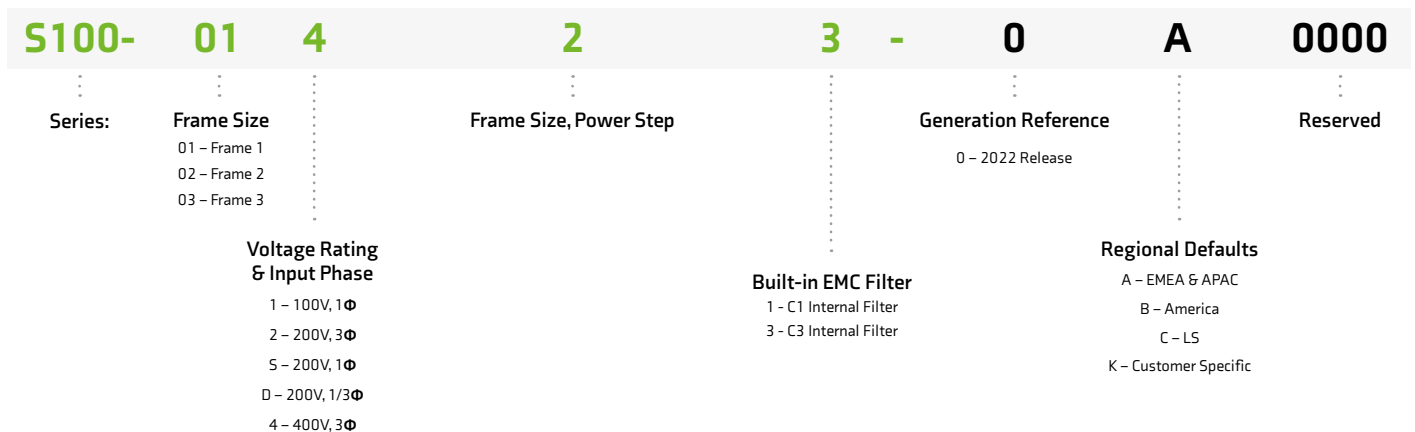 S100- 01 4 2 3 - 0 A 0000
Series:
Frame Size
01 – Frame 1
02 – Frame 2
03 – Frame 3
Voltage Rating
& Input Phase
1 – 100V, 1Φ
2 – 200V, 3Φ
S – 200V, 1Φ
D – 200V, 1/3Φ
4 – 400V, 3Φ
Frame Size, Power Step
Built-in EMC Filter
1 - C1 Internal Filter
3 - C3 Internal Filter
Generation Reference
0 – 2022 Release
Regional Defaults
A – EMEA & APAC
B – America
C – LS
K – Customer Specific
Reserved